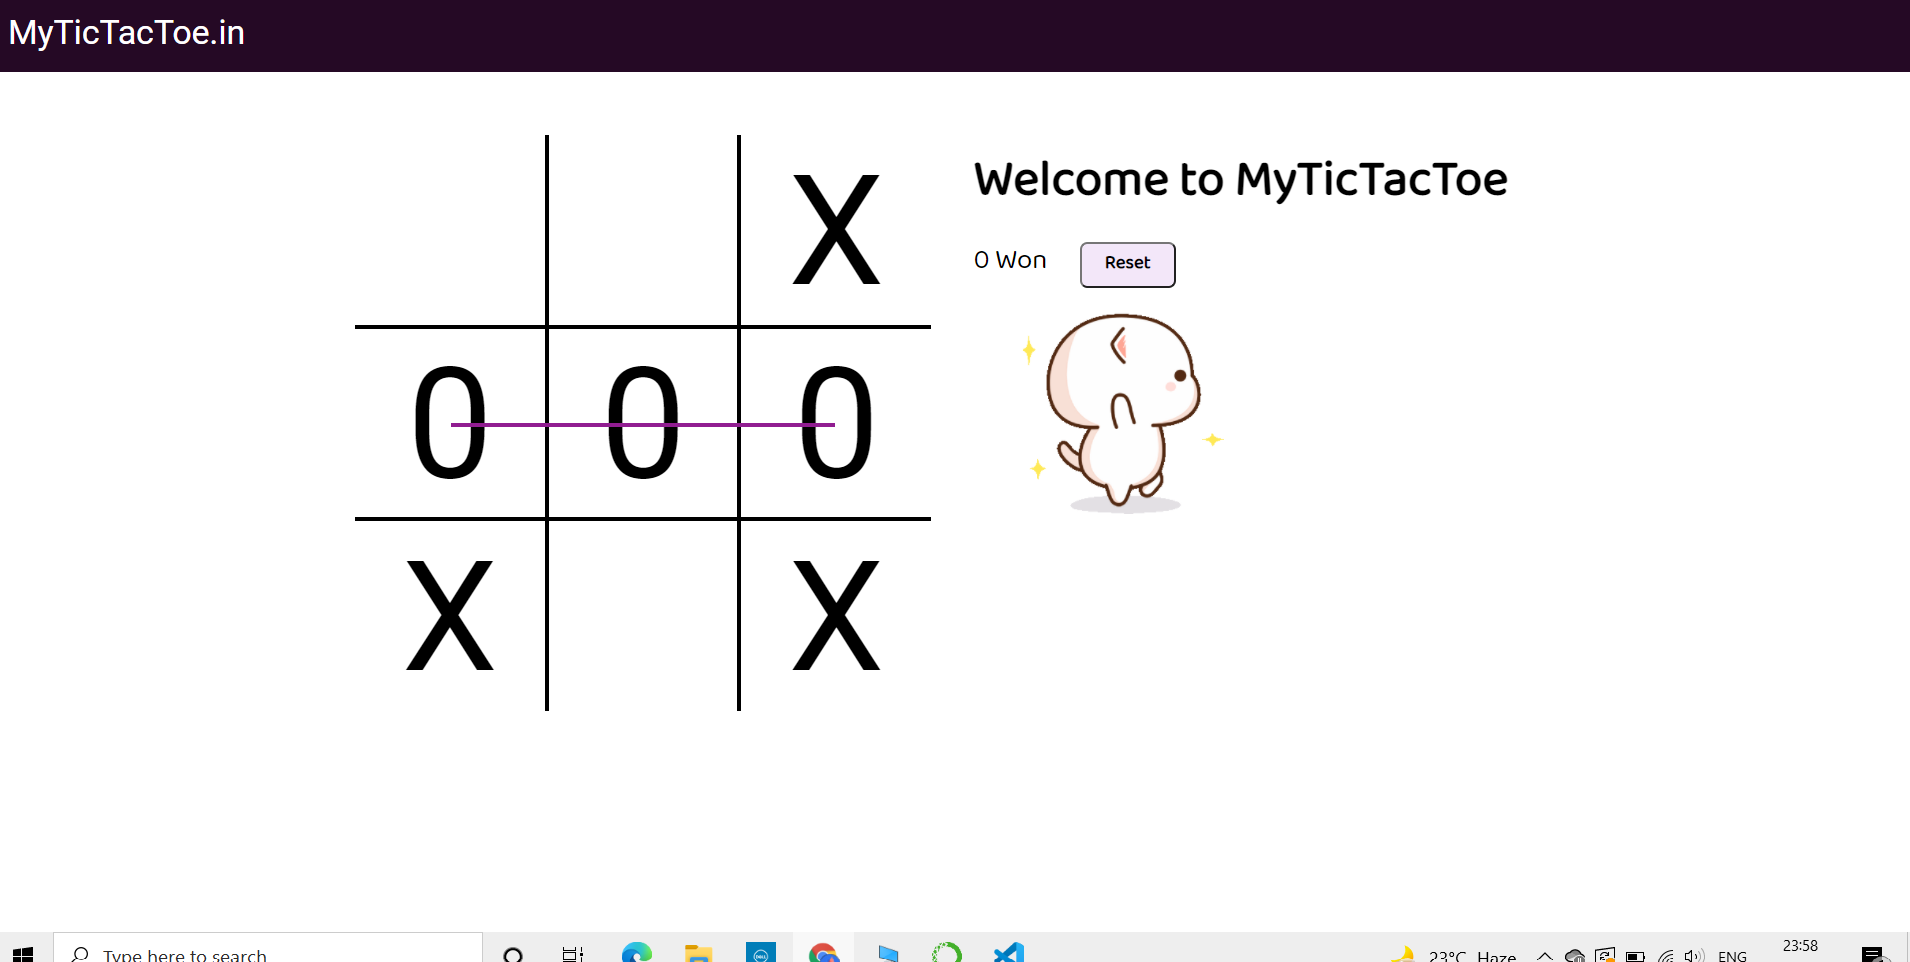 MyTicTacToe.in
X
0 0 0
X X
Welcome to MyTicTacToe
0 Won Reset
Type here to search
DELL
23°C Haze
ENG
23:58